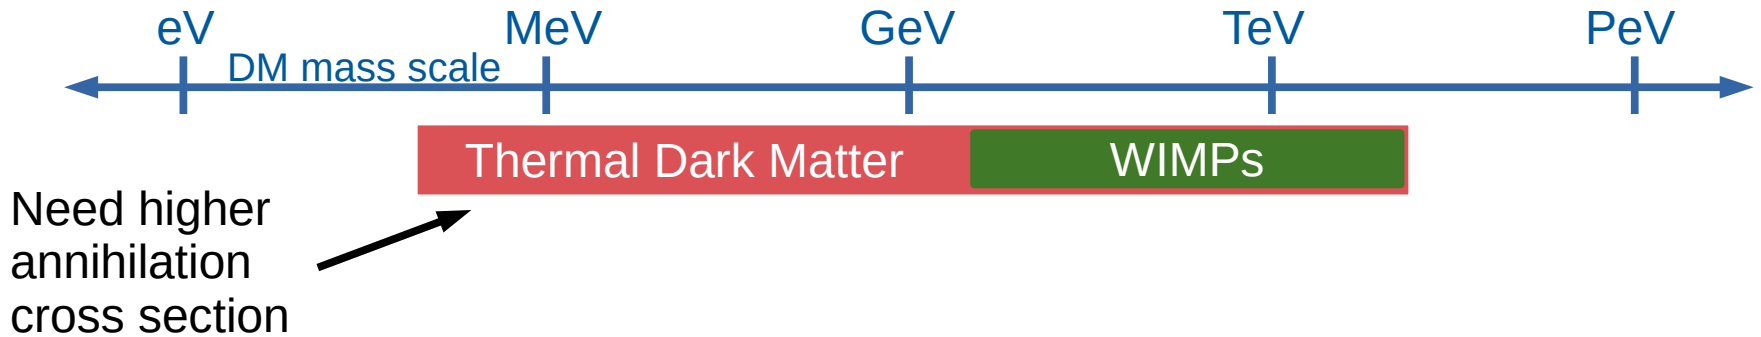 eV MeV GeV TeV PeV
DM mass scale
Thermal Dark Matter WIMPs
Need higher
annihilation
cross section